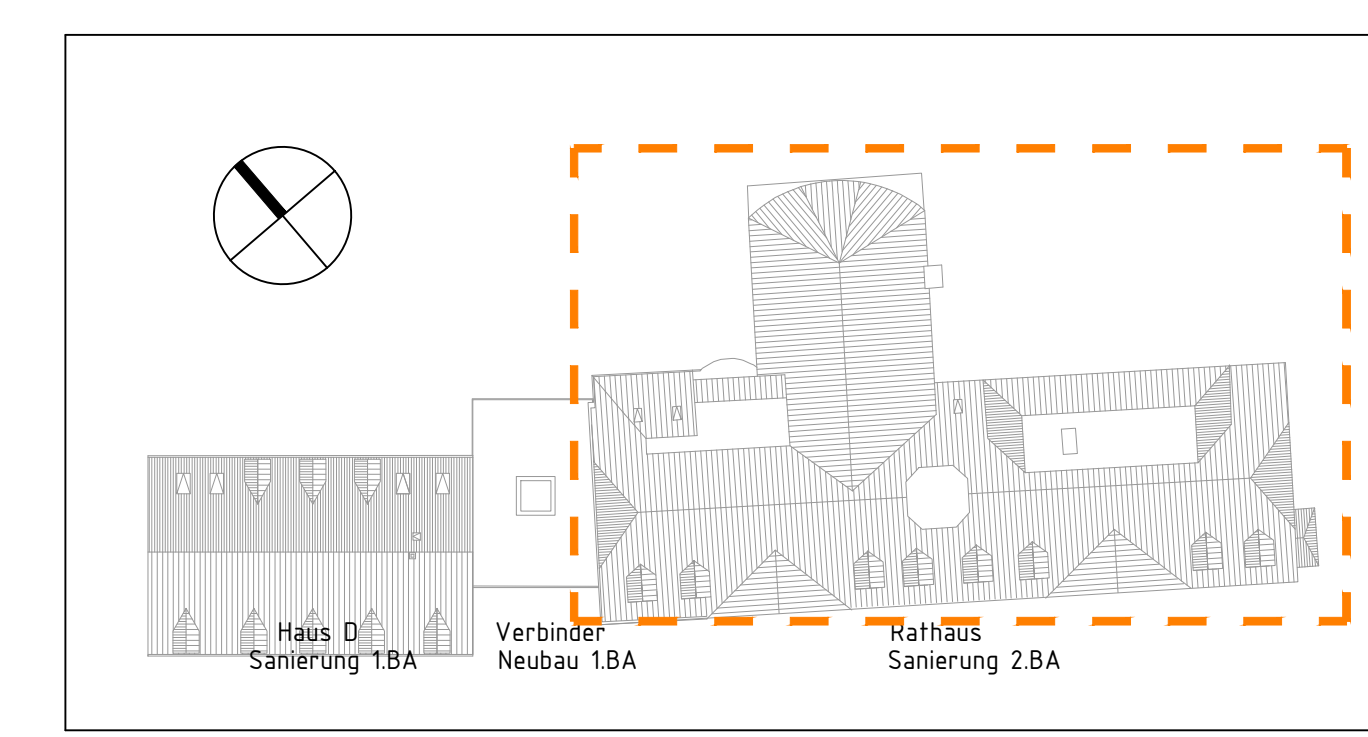 Haus D
Sanierung 1.BA
Verbinder
Neubau 1.BA
Rathaus
Sanierung 2.BA